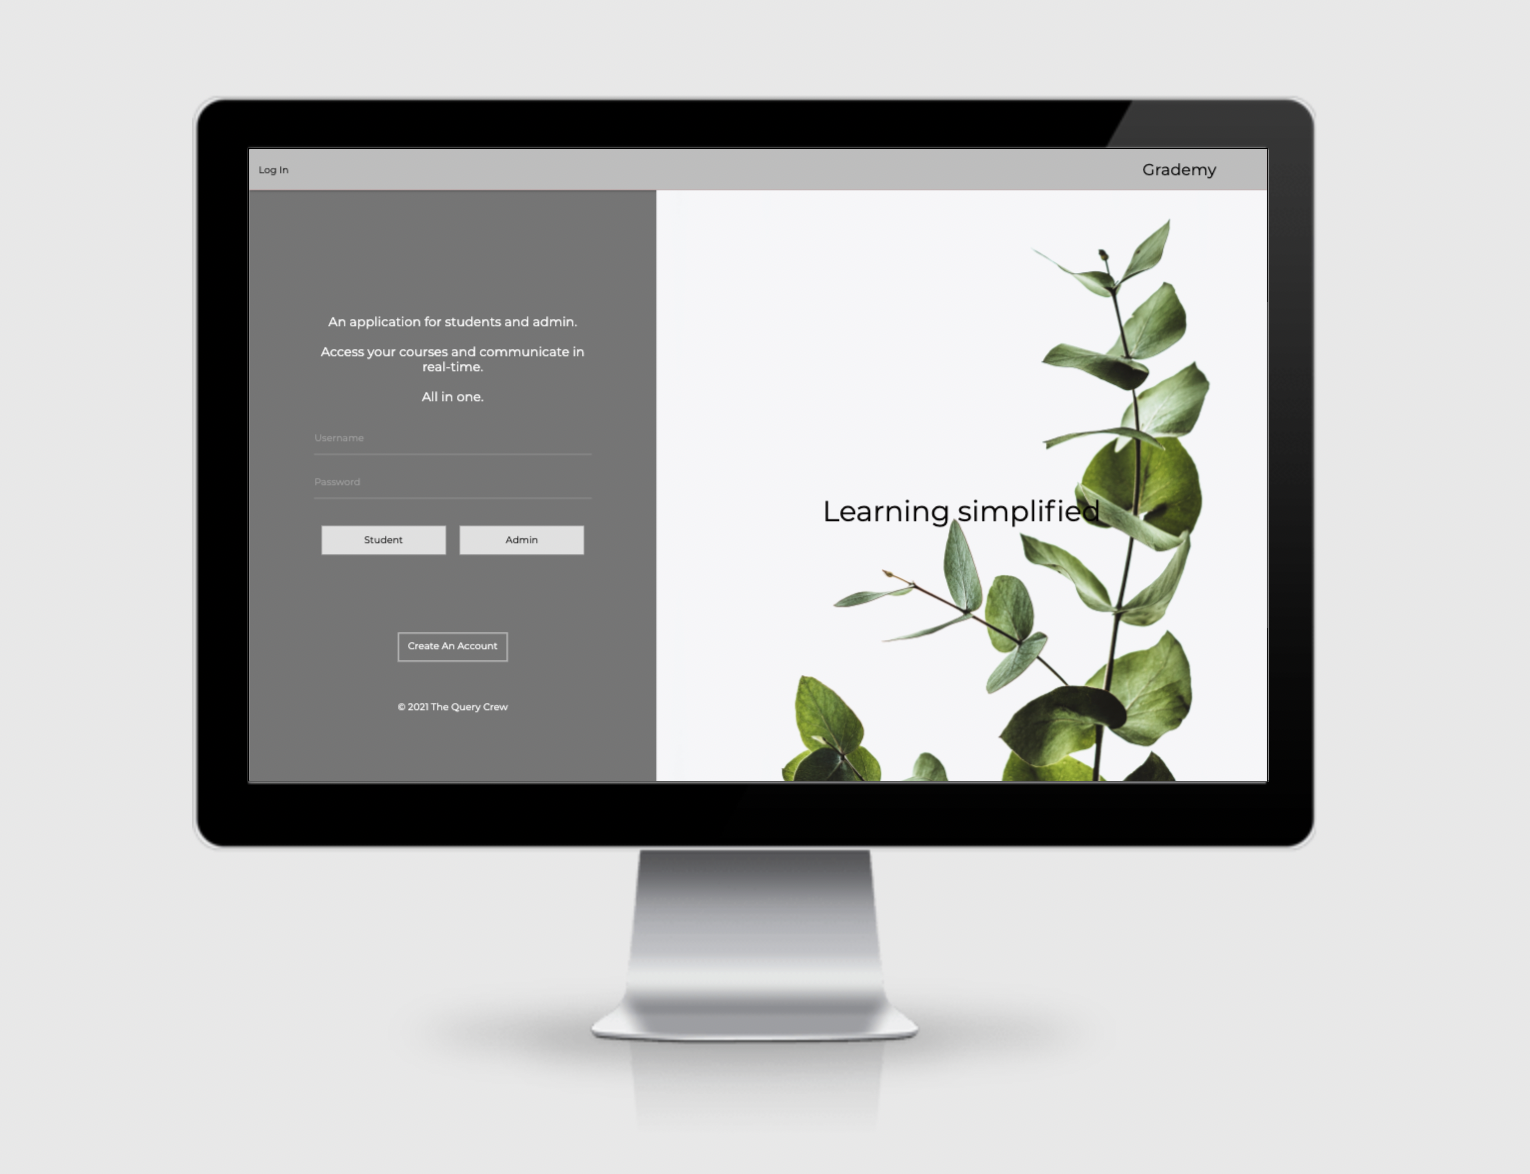 Log In
Grademy
An application for students and admin.
Access your courses and communicate in
real-time.
All in one.
Username
Password
Student
Admin
Create An Account
© 2021 The Query Crew
Learning simplified